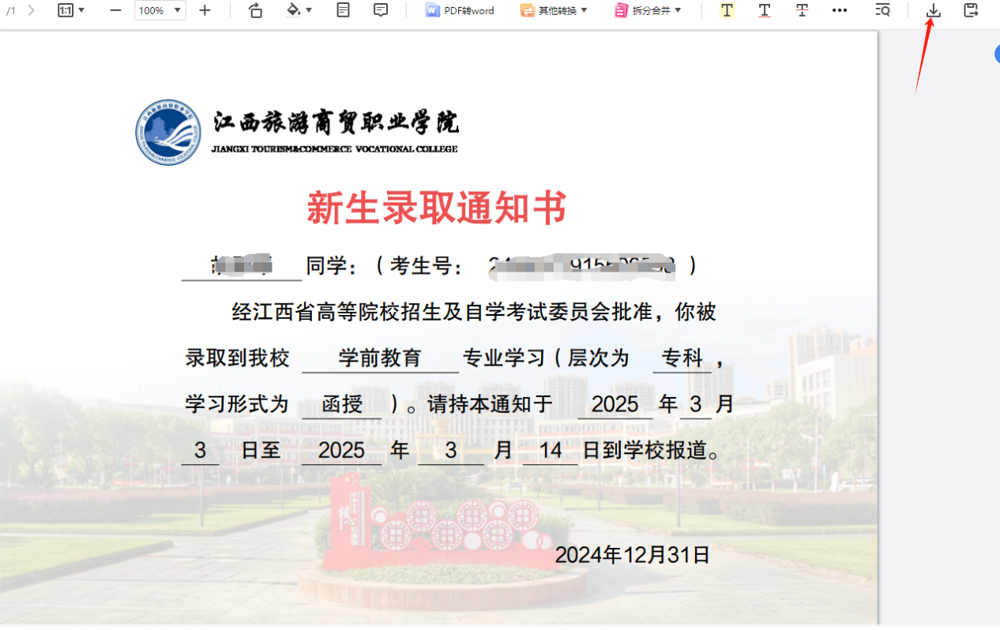 /1 1:1 100% PDF转word 其他转换 拆分合并
江西旅游商贸职业学院
JIANGXI TOURISM&COMMERCE VOCATIONAL COLLEGE
新生录取通知书
同学：（考生号： ）
经江西省高等院校招生及自学考试委员会批准，你被
录取到我校 学前教育 专业学习（层次为 专科，
学习形式为 函授 ）。请持本通知于 2025 年 3 月
3 日至 2025 年 3 月 14 日到学校报道。
2024年12月31日